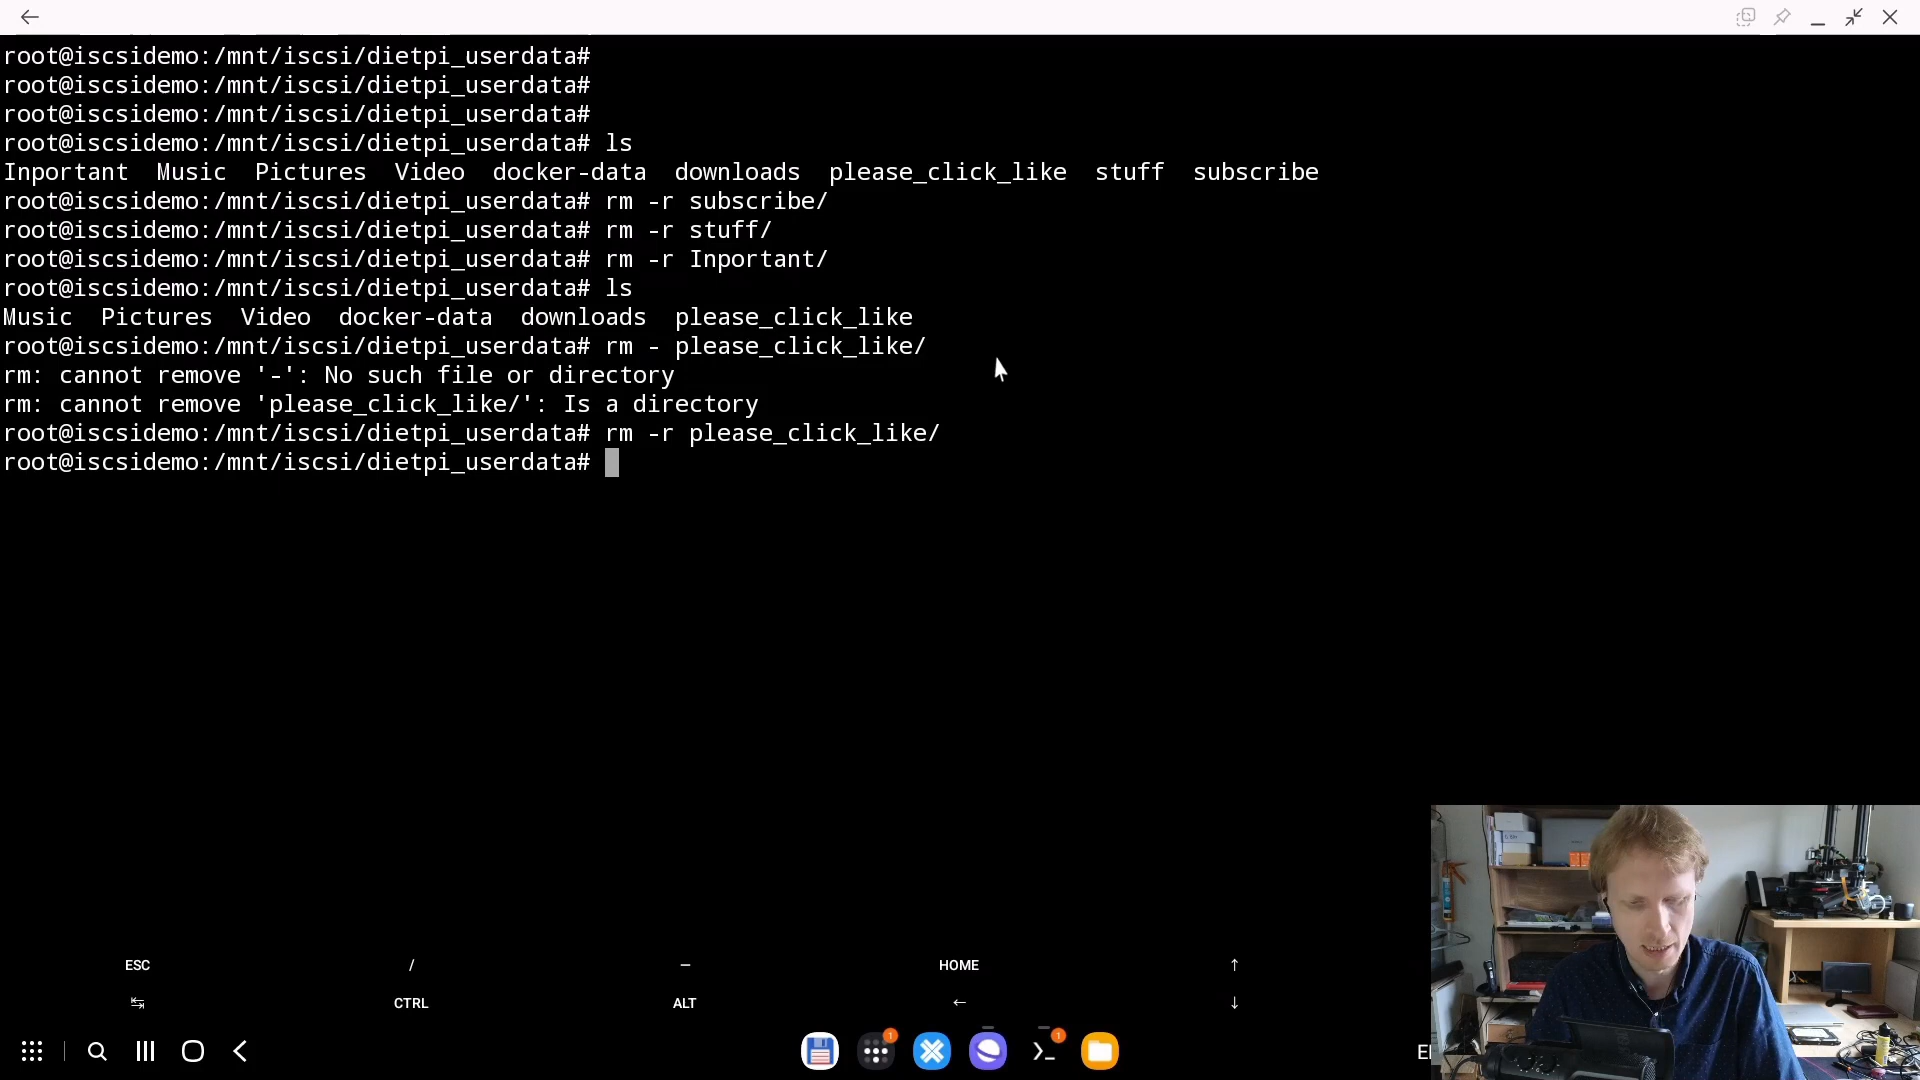 root@iscsidemo:/mnt/iscsi/dietpi_userdata#
root@iscsidemo:/mnt/iscsi/dietpi_userdata#
root@iscsidemo:/mnt/iscsi/dietpi_userdata#
root@iscsidemo:/mnt/iscsi/dietpi_userdata# ls
Inportant  Music  Pictures  Video  docker-data  downloads  please_click_like  stuff  subscribe
root@iscsidemo:/mnt/iscsi/dietpi_userdata# rm -r subscribe/
root@iscsidemo:/mnt/iscsi/dietpi_userdata# rm -r stuff/
root@iscsidemo:/mnt/iscsi/dietpi_userdata# rm -r Inportant/
root@iscsidemo:/mnt/iscsi/dietpi_userdata# ls
Music  Pictures  Video  docker-data  downloads  please_click_like
root@iscsidemo:/mnt/iscsi/dietpi_userdata# rm - please_click_like/
rm: cannot remove '-': No such file or directory
rm: cannot remove 'please_click_like/': Is a directory
root@iscsidemo:/mnt/iscsi/dietpi_userdata# rm -r please_click_like/
root@iscsidemo:/mnt/iscsi/dietpi_userdata#
ESC / — HOME ↑
↹ CTRL ALT ← ↓
1 1